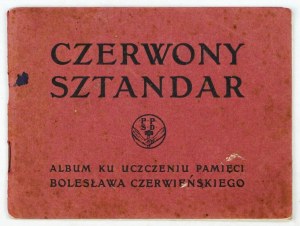 CZERWONY
SZTANDAR
ALBUM KU UCZCZENIU PAMIĘCI
BOLESŁAWA CZERWIEŃSKIEGO